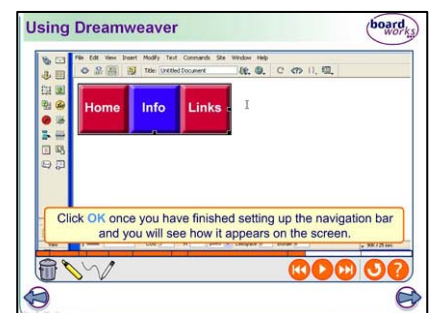 Using Dreamweaver
board
works
File Edit View Insert Modify Text Commands Site Window Help
Title: Untitled Document
Home Info Links
Click OK once you have finished setting up the navigation bar
and you will see how it appears on the screen.